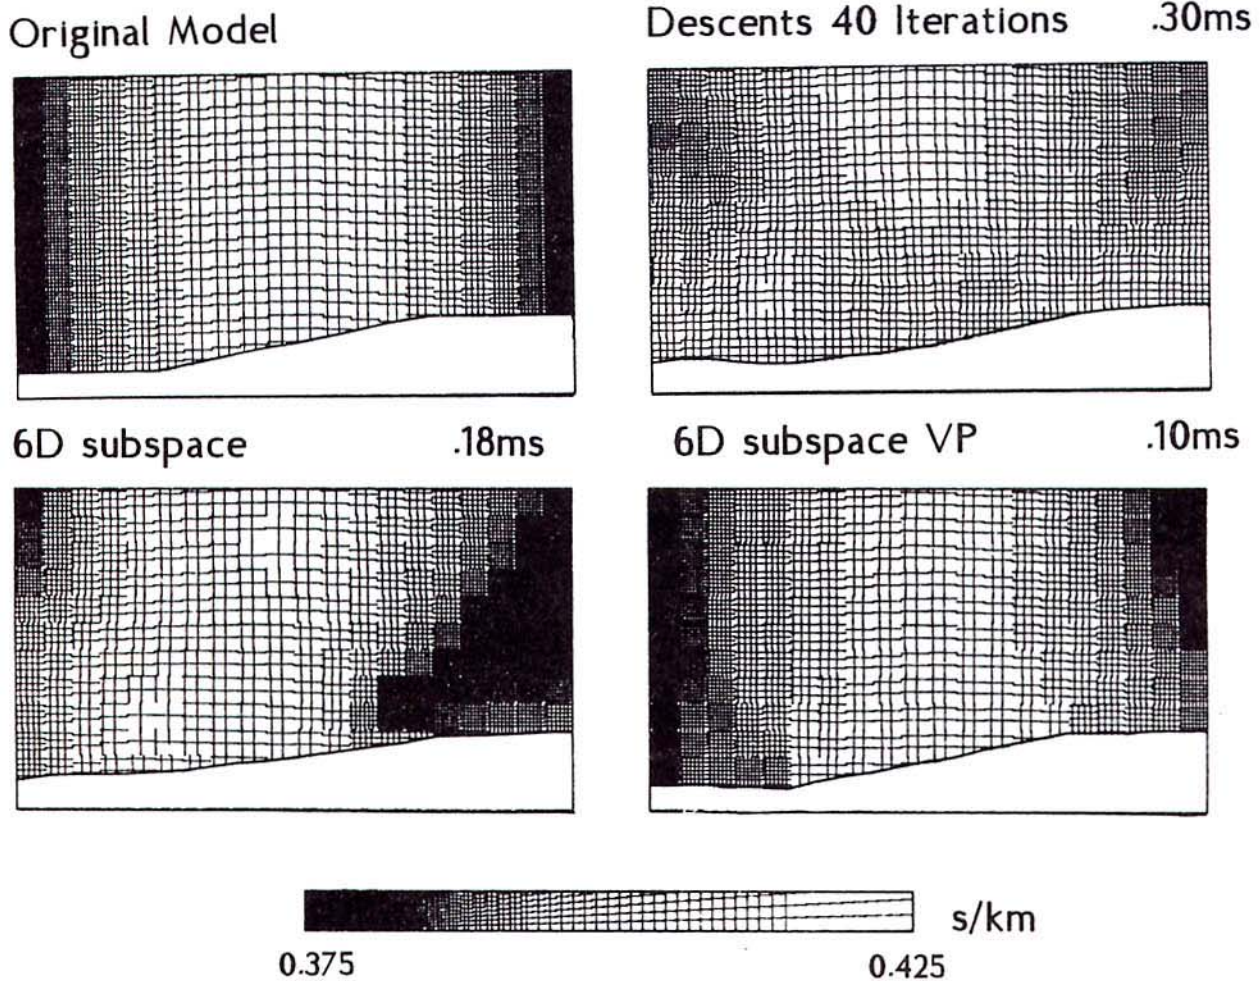 Original Model
Descents 40 Iterations .30ms
6D subspace .18ms
6D subspace VP .10ms
s/km
0.375 0.425